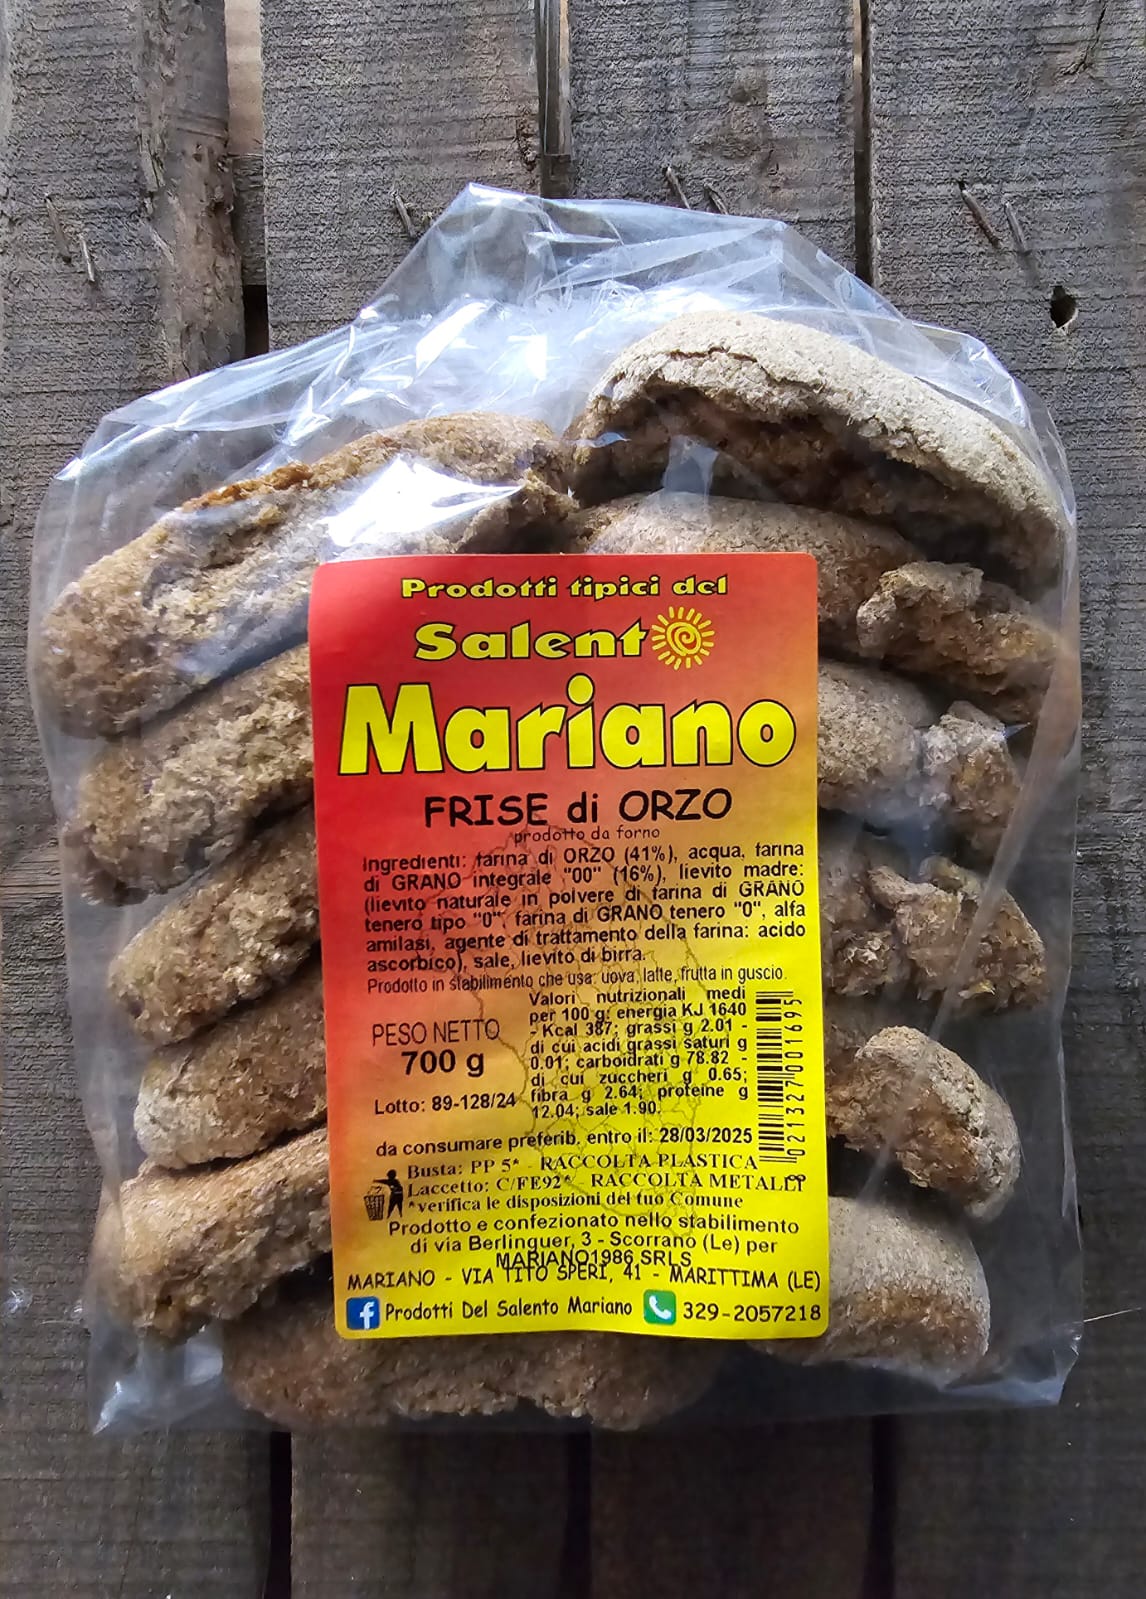 Prodotti tipici del
Salento
Mariano
FRISE di ORZO
prodotto da forno
Ingredienti: farina di ORZO (41%), acqua, farina
di GRANO integrale "00" (16%), lievito madre:
(lievito naturale in polvere di farina di GRANO
tenero tipo "0", farina di GRANO tenero "0", alfa
amilasi, agente di trattamento della farina: acido
ascorbico), sale, lievito di birra.
Prodotto in stabilimento che usa: uova, latte, frutta in guscio.
PESO NETTO
700 g
Lotto: 89-128/24
Valori nutrizionali medi
per 100 g: energia KJ 1640
- Kcal 387; grassi g 2.01 -
di cui acidi grassi saturi g
0.01; carboidrati g 78.82 -
di cui zuccheri g 0.65;
fibra g 2.64; proteine g
12.04; sale 1.90.
8 021327 001695
da consumare preferib. entro il: 28/03/2025
Busta: PP 5* - RACCOLTA PLASTICA
Laccetto: C/FE92* RACCOLTA METALLI
*verifica le disposizioni del tuo Comune
Prodotto e confezionato nello stabilimento
di via Berlinguer, 3 - Scorrano (Le) per
MARIANO1986 SRLS
MARIANO - VIA TITO SPERI, 41 - MARITTIMA (LE)
f Prodotti Del Salento Mariano 329-2057218